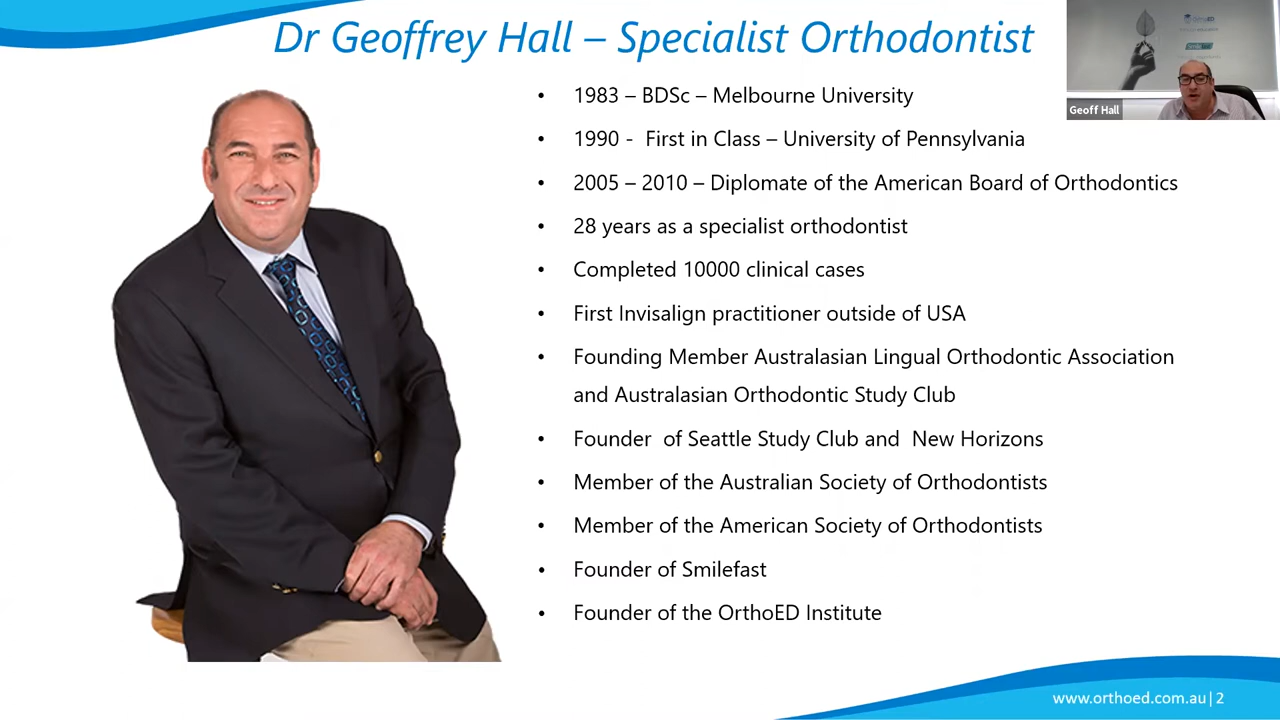 Dr Geoffrey Hall – Specialist Orthodontist
Geoff Hall
• 1983 – BDSc – Melbourne University
• 1990 - First in Class – University of Pennsylvania
• 2005 – 2010 – Diplomate of the American Board of Orthodontics
• 28 years as a specialist orthodontist
• Completed 10000 clinical cases
• First Invisalign practitioner outside of USA
• Founding Member Australasian Lingual Orthodontic Association
and Australasian Orthodontic Study Club
• Founder of Seattle Study Club and New Horizons
• Member of the Australian Society of Orthodontists
• Member of the American Society of Orthodontists
• Founder of Smilefast
• Founder of the OrthoED Institute
www.orthoed.com.au| 2